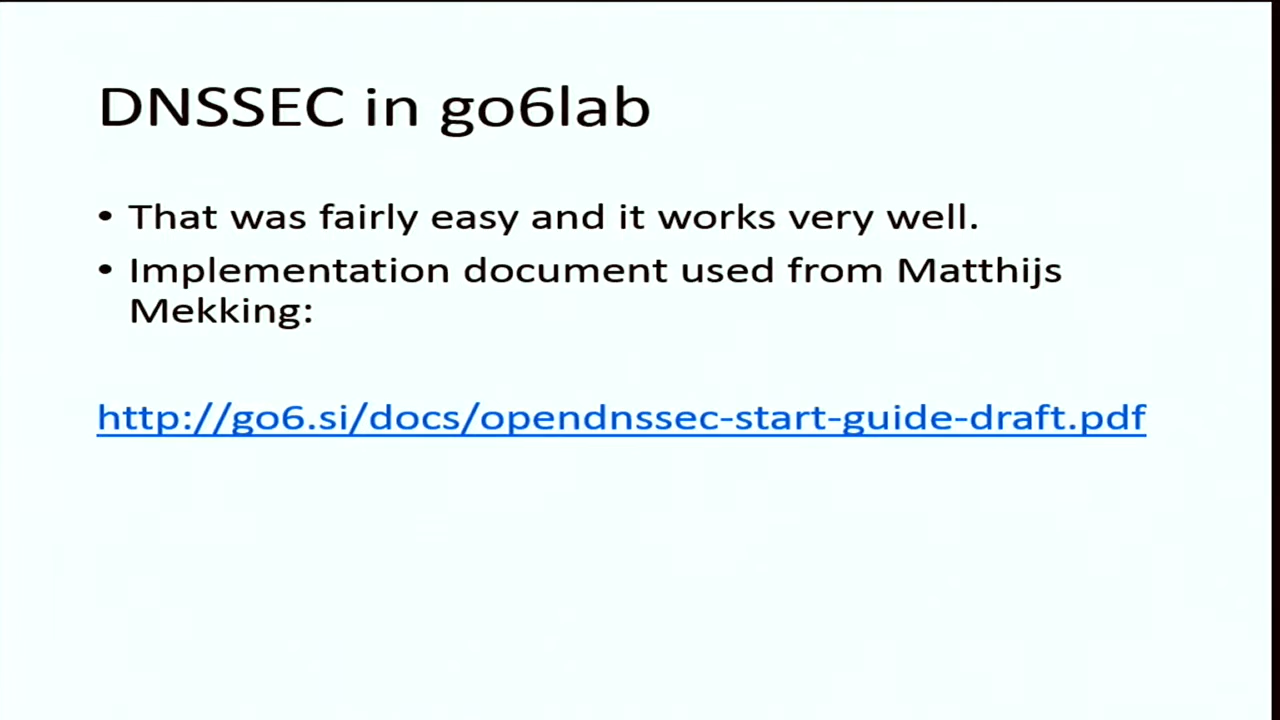 DNSSEC in go6lab
• That was fairly easy and it works very well.
• Implementation document used from Matthijs
Mekking:
http://go6.si/docs/opendnssec-start-guide-draft.pdf